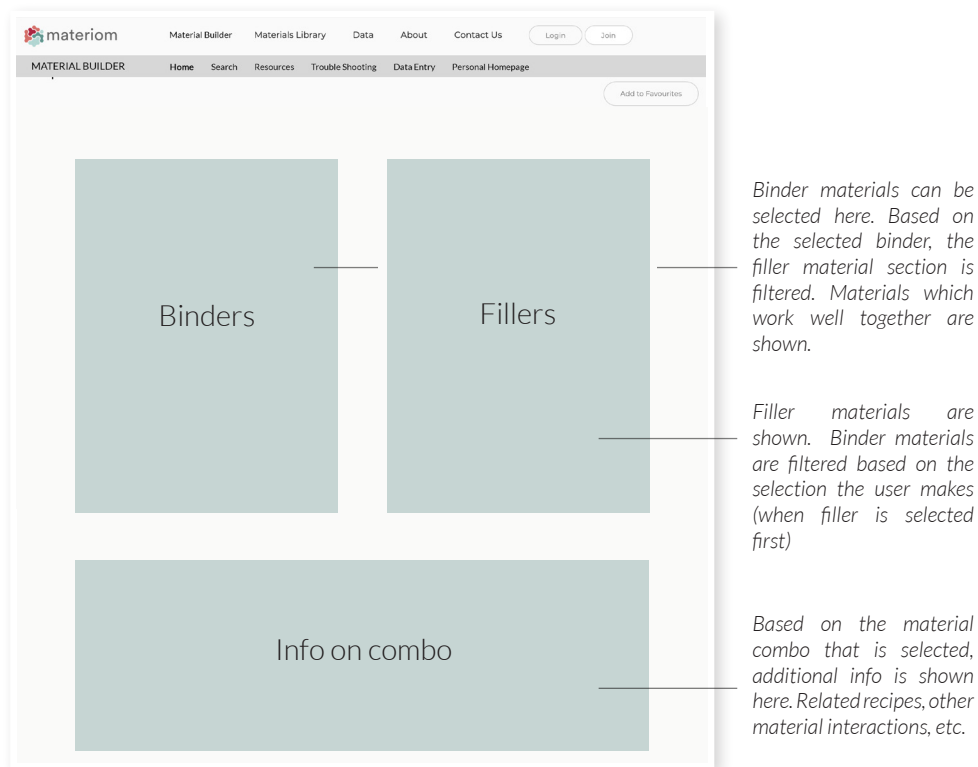 materiom Material Builder Materials Library Data About Contact Us Login Join
MATERIAL BUILDER Home Search Resources Trouble Shooting Data Entry Personal Homepage
Add to Favourites
Binders
Fillers
Info on combo
Binder materials can be
selected here. Based on
the selected binder, the
filler material section is
filtered. Materials which
work well together are
shown.
Filler materials are
shown. Binder materials
are filtered based on the
selection the user makes
(when filler is selected
first)
Based on the material
combo that is selected,
additional info is shown
here. Related recipes, other
material interactions, etc.